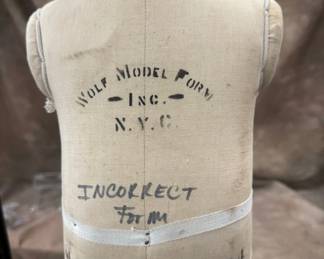 Wolf Model Form
- Inc. -
N.Y.C.
INCORRECT
Form